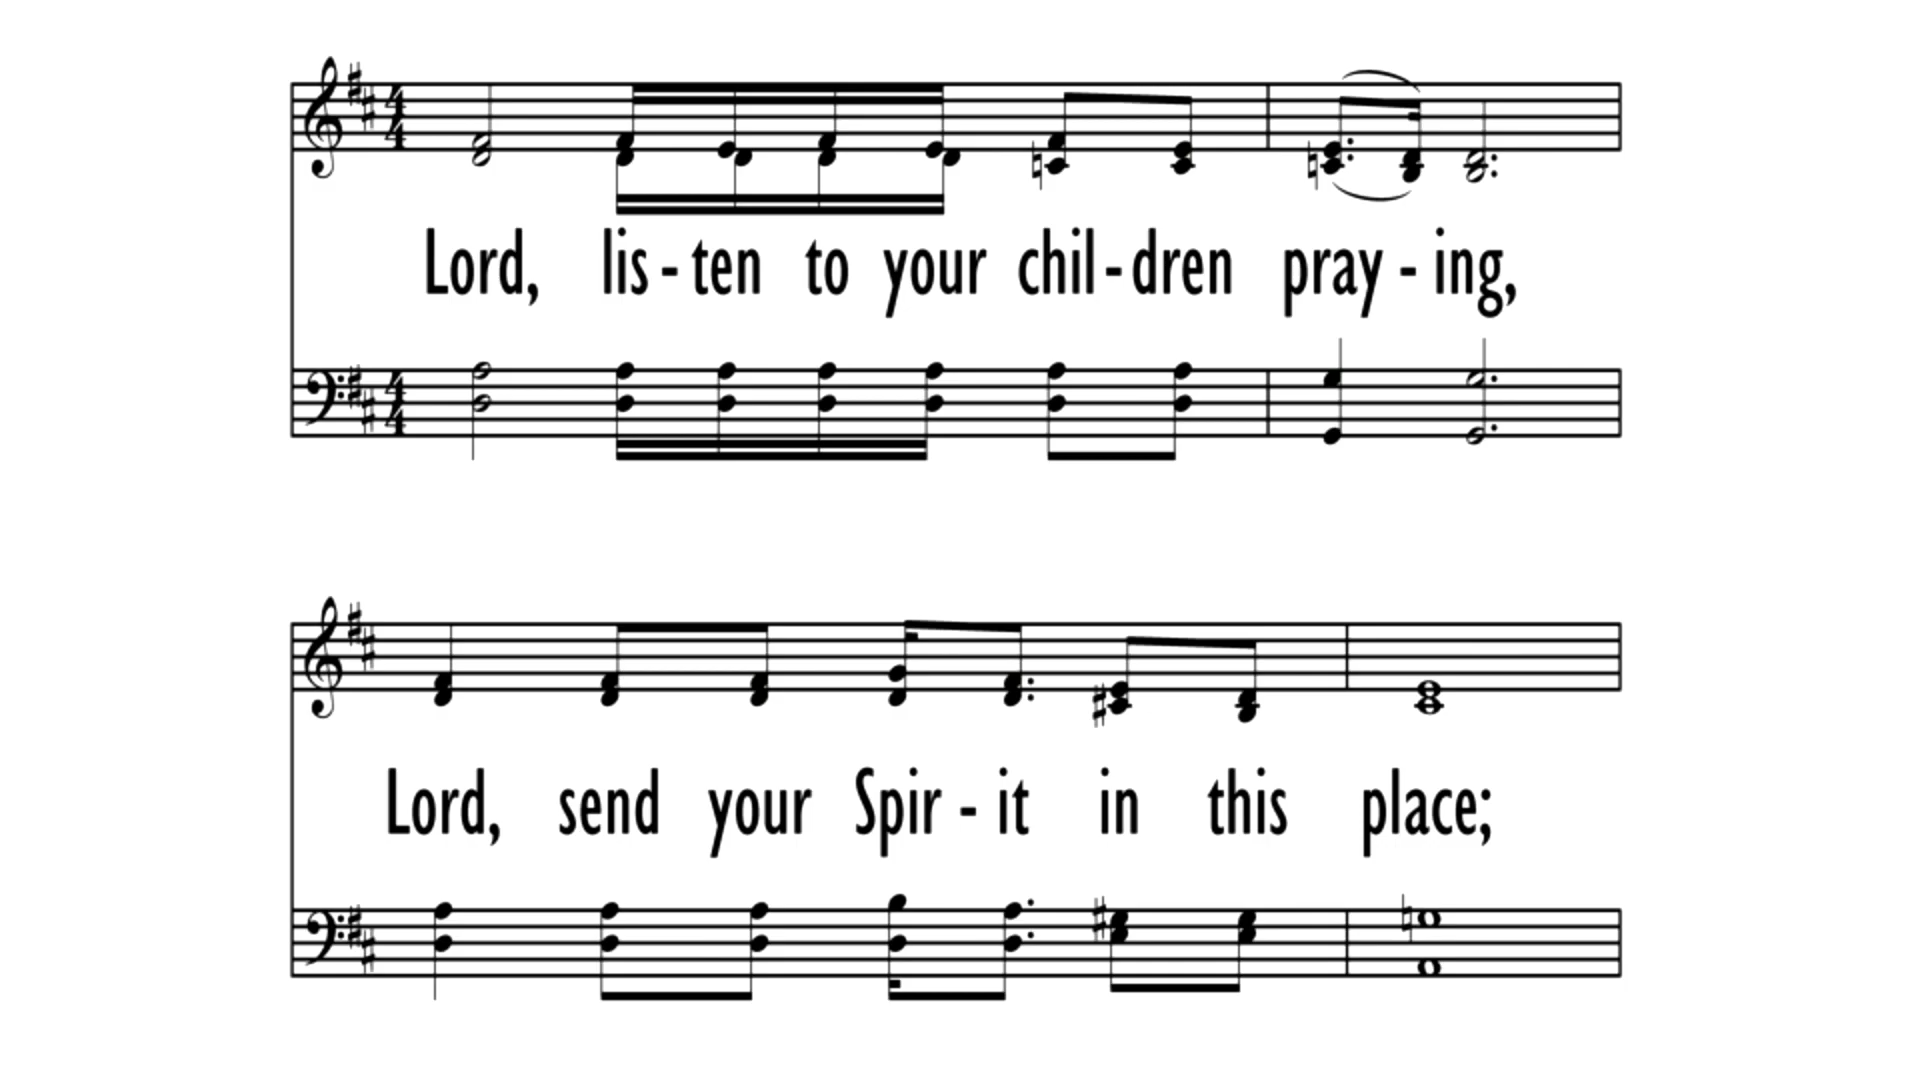 Lord, lis - ten to your chil - dren pray - ing,
Lord, send your Spir - it in this place;